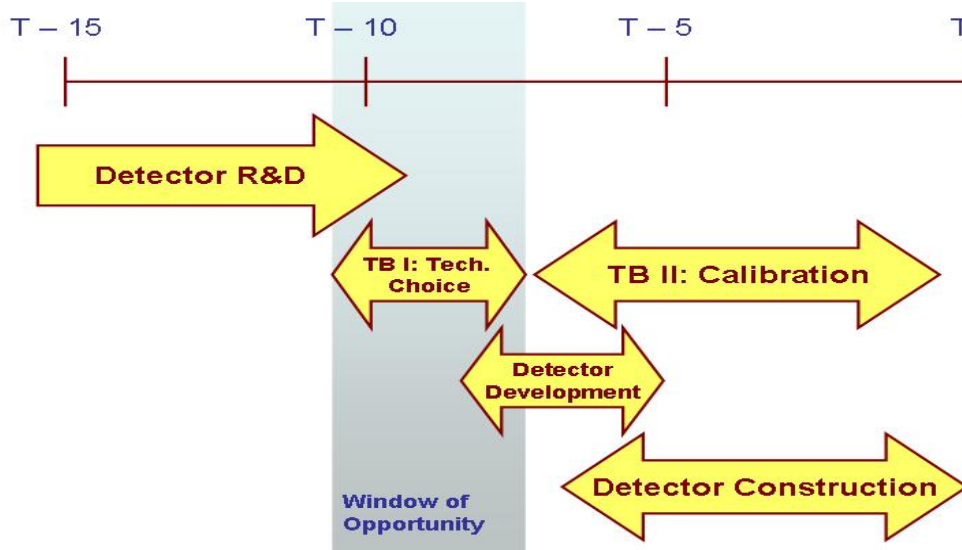 T – 15
T – 10
T – 5
T
Detector R&D
TB I: Tech.
Choice
TB II: Calibration
Detector
Development
Detector Construction
Window of
Opportunity